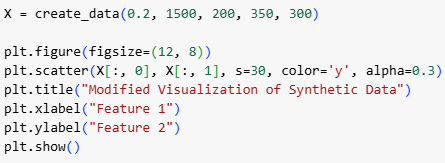 X = create_data(0.2, 1500, 200, 350, 300)
plt.figure(figsize=(12, 8))
plt.scatter(X[:, 0], X[:, 1], s=30, color='y', alpha=0.3)
plt.title("Modified Visualization of Synthetic Data")
plt.xlabel("Feature 1")
plt.ylabel("Feature 2")
plt.show()